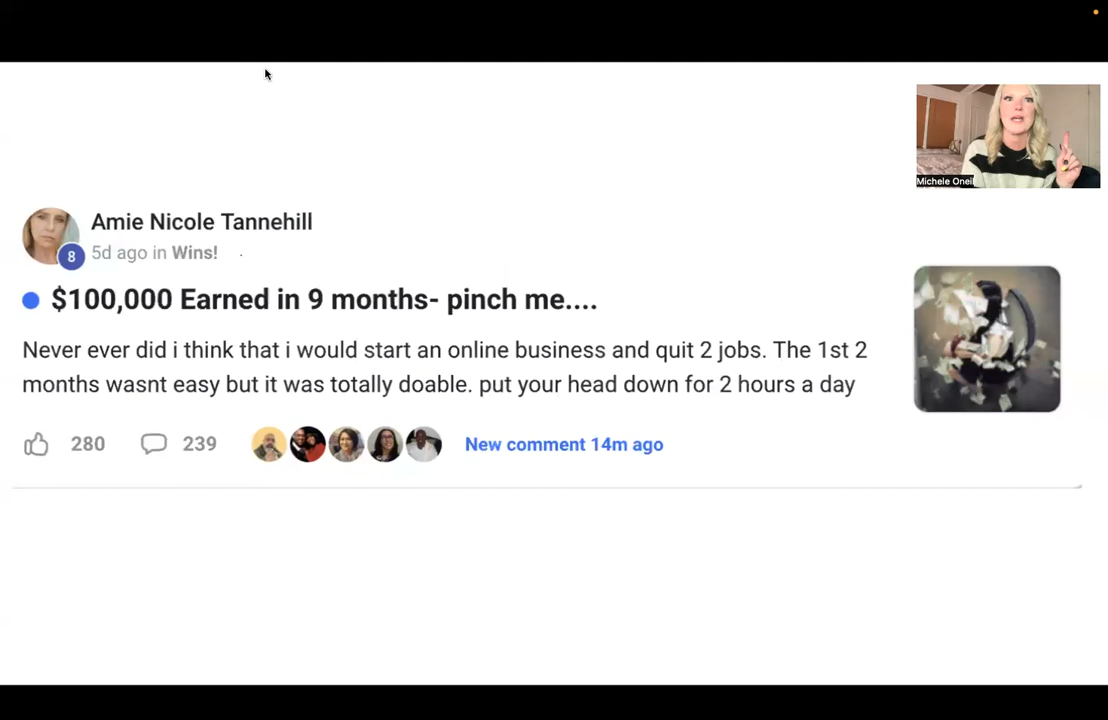 Michele Oneil
Amie Nicole Tannehill
8
5d ago in Wins!
$100,000 Earned in 9 months- pinch me....
Never ever did i think that i would start an online business and quit 2 jobs. The 1st 2
months wasnt easy but it was totally doable. put your head down for 2 hours a day
280 239 New comment 14m ago